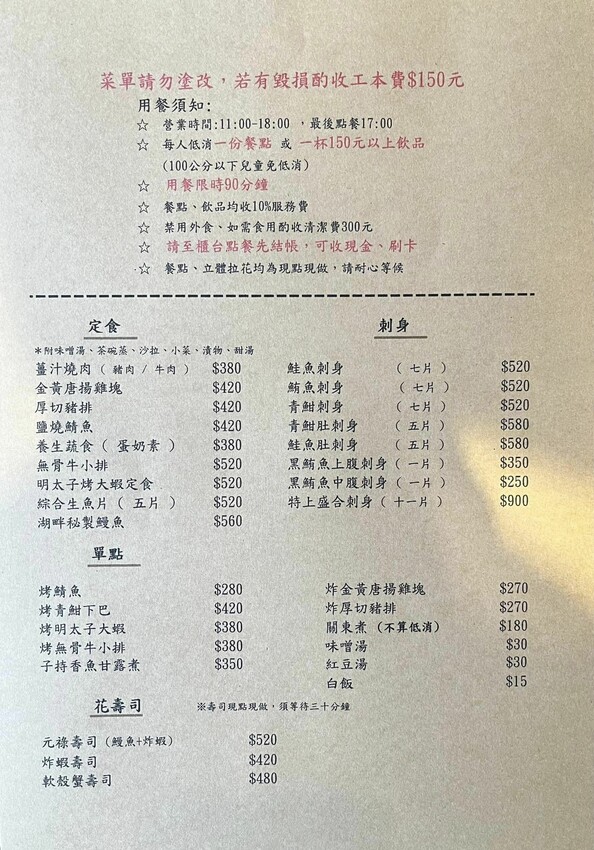 菜單請勿塗改，若有毀損酌收工本費$150元
用餐須知:
☆ 營業時間:11:00-18:00 ，最後點餐17:00
☆ 每人低消一份餐點 或 一杯150元以上飲品
(100公分以下兒童免低消)
☆ 用餐限時90分鐘
☆ 餐點、飲品均收10%服務費
☆ 禁用外食、如需食用酌收清潔費300元
☆ 請至櫃台點餐先結帳，可收現金、刷卡
☆ 餐點、立體拉花均為現點現做，請耐心等候
定食
＊附味噌湯、茶碗蒸、沙拉、小菜、漬物、甜湯
薑汁燒肉（ 豬肉 / 牛肉 ） $380
金黃唐揚雞塊 $420
厚切豬排 $420
鹽燒鯖魚 $420
養生蔬食（ 蛋奶素 ） $380
無骨牛小排 $520
明太子烤大蝦定食 $520
綜合生魚片（ 五片 ） $520
湖畔秘製鰻魚 $560
刺身
鮭魚刺身 （ 七片 ） $520
鮪魚刺身 （ 七片 ） $520
青魽刺身 （ 七片 ） $520
青魽肚刺身 （ 五片 ） $580
鮭魚肚刺身 （ 五片 ） $580
黑鮪魚上腹刺身（ 一片 ） $350
黑鮪魚中腹刺身（ 一片 ） $250
特上盛合刺身（ 十一片 ） $900
單點
烤鯖魚 $280
烤青魽下巴 $420
烤明太子大蝦 $380
烤無骨牛小排 $380
子持香魚甘露煮 $350
炸金黃唐揚雞塊 $270
炸厚切豬排 $270
關東煮（不算低消） $180
味噌湯 $30
紅豆湯 $30
白飯 $15
花壽司 ※壽司現點現做，須等待三十分鐘
元祿壽司（鰻魚+炸蝦） $520
炸蝦壽司 $420
軟殼蟹壽司 $480